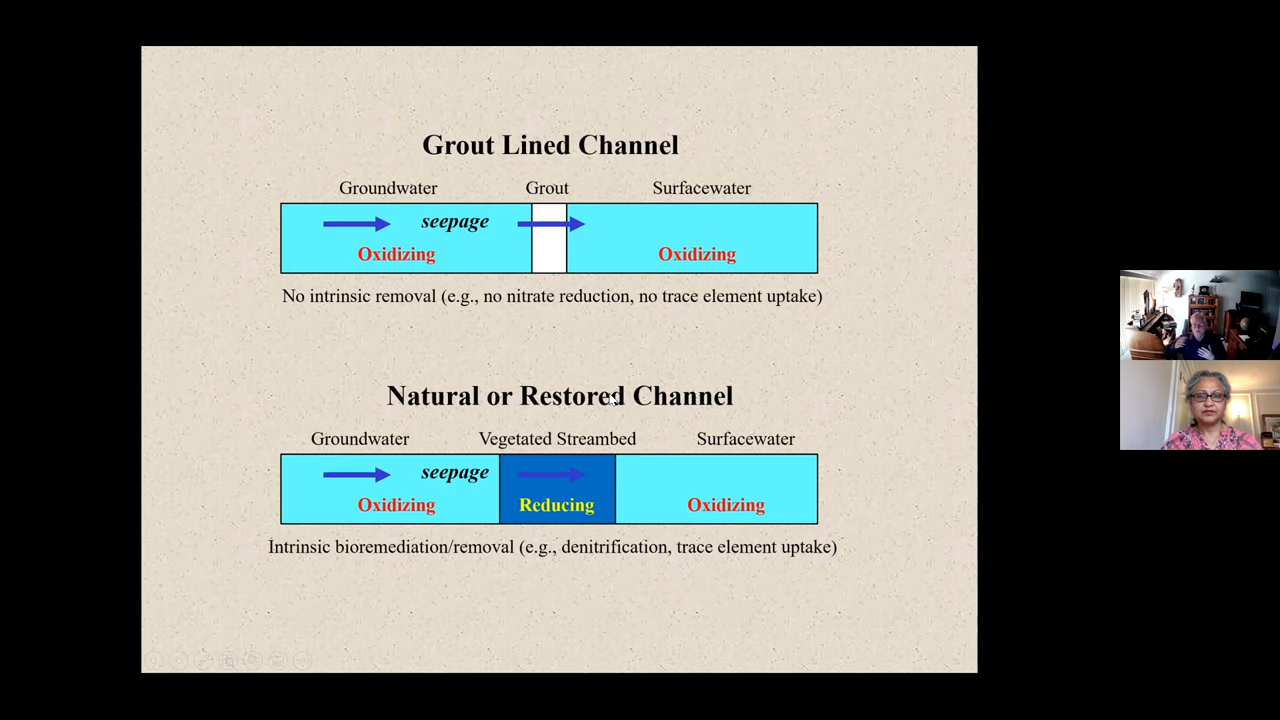 Grout Lined Channel
Groundwater Grout Surfacewater
seepage
Oxidizing Oxidizing
No intrinsic removal (e.g., no nitrate reduction, no trace element uptake)
Natural or Restored Channel
Groundwater Vegetated Streambed Surfacewater
seepage
Oxidizing Reducing Oxidizing
Intrinsic bioremediation/removal (e.g., denitrification, trace element uptake)